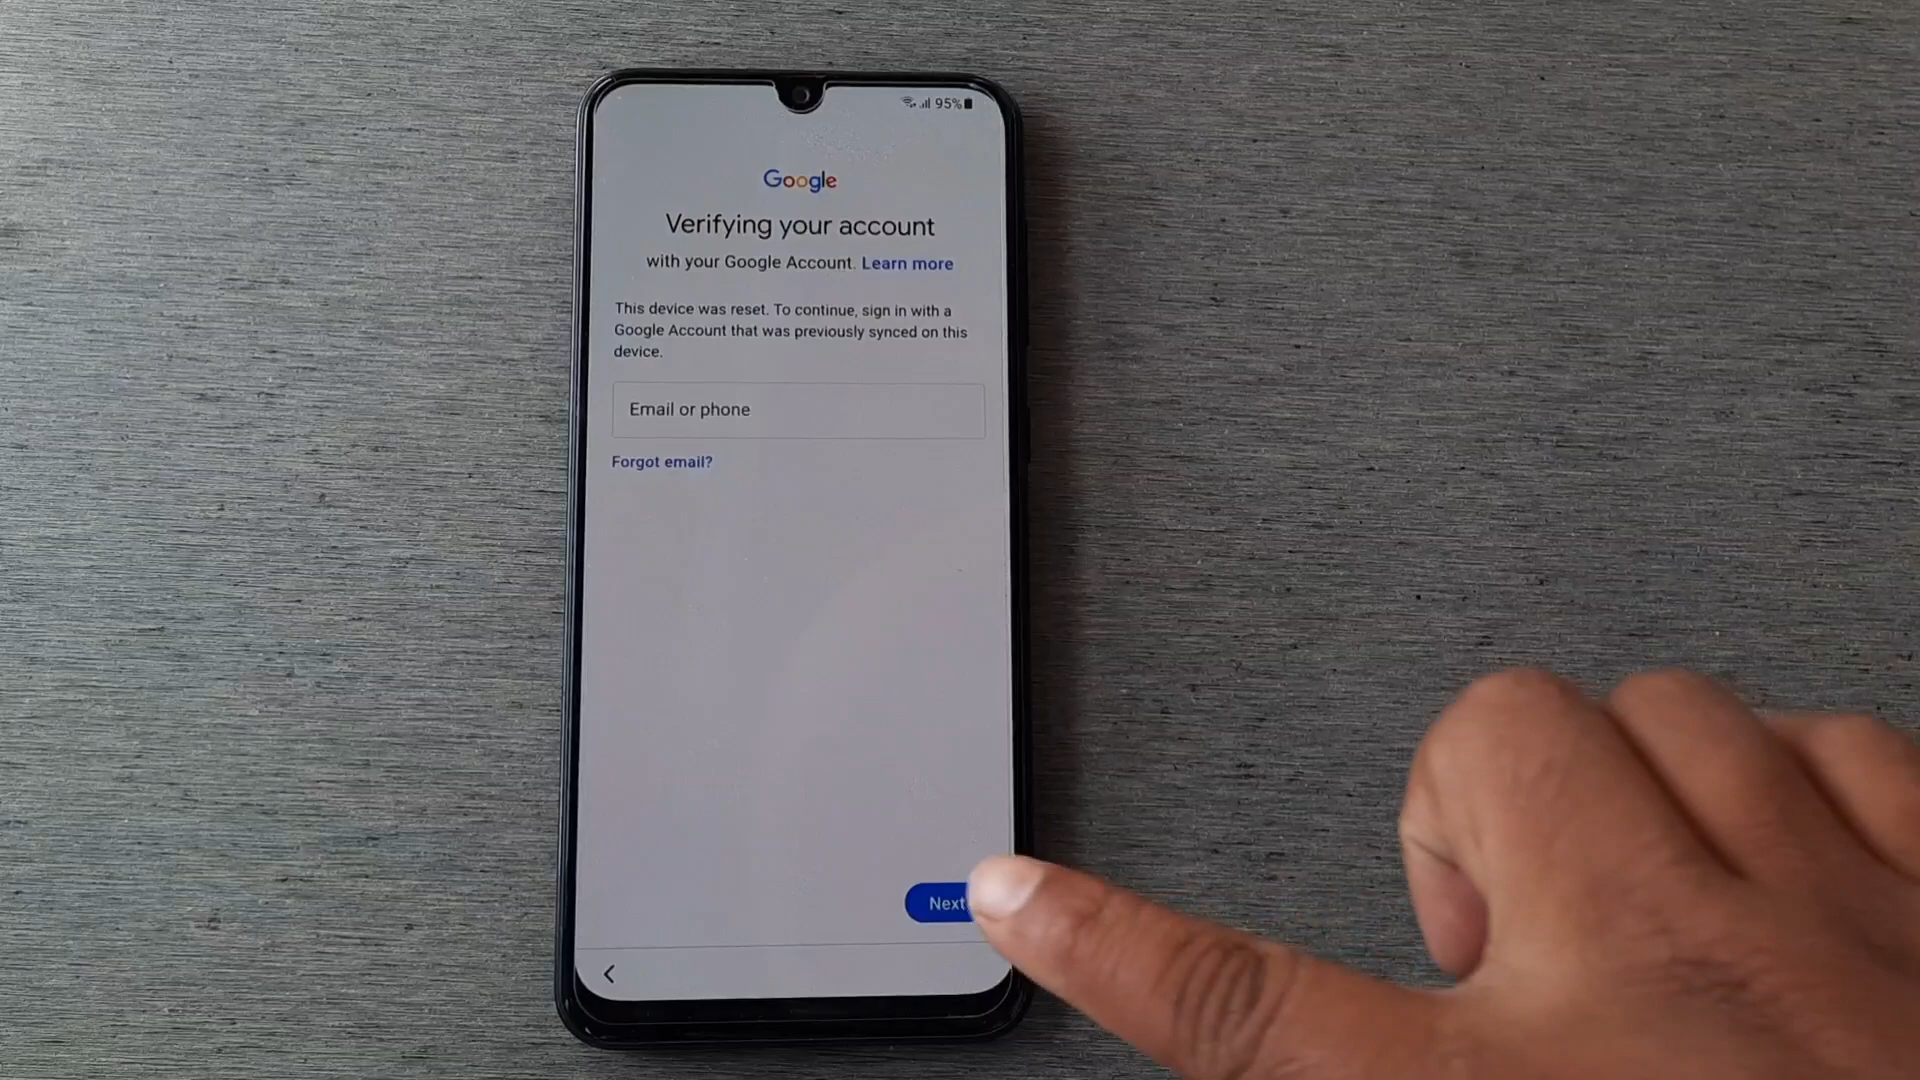 95%
Google
Verifying your account
with your Google Account. Learn more
This device was reset. To continue, sign in with a
Google Account that was previously synced on this
device.
Email or phone
Forgot email?
Next